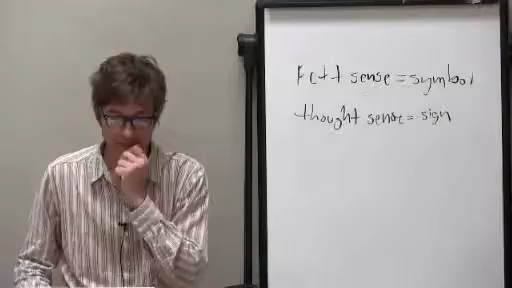 Felt sense = symbol
thought sense = sign